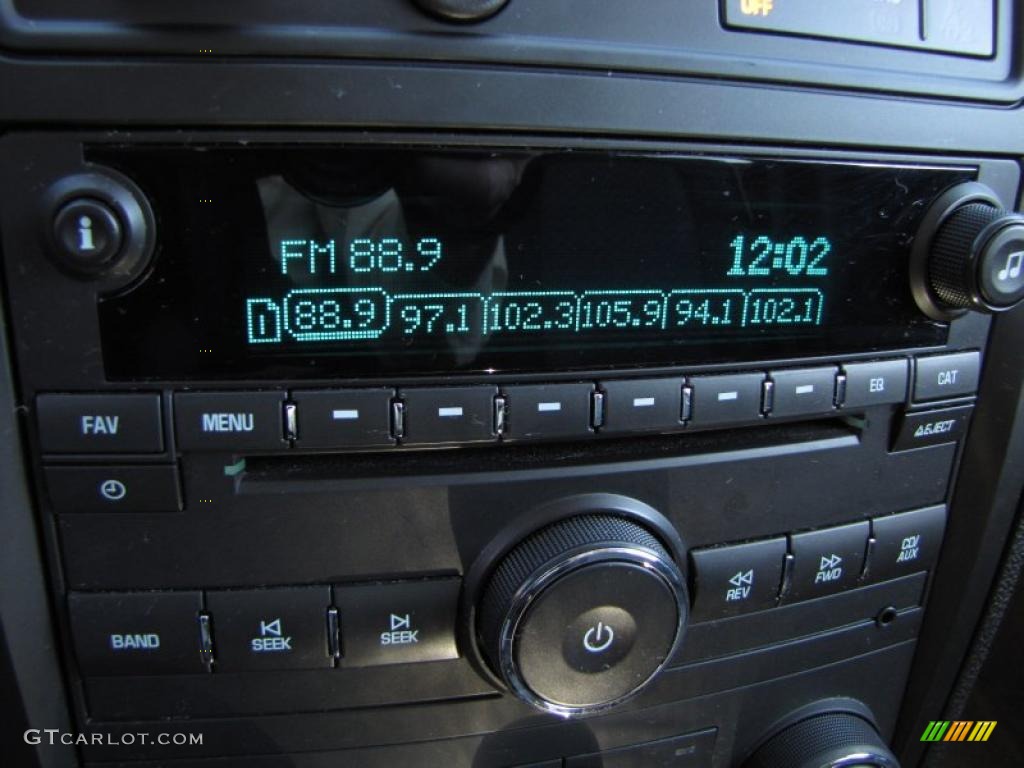 OFF
i
FM 88.9 12:02
1 88.9 97.1 102.3 105.9 94.1 102.1
FAV MENU EQ CAT
EJECT
REV FWD CD/AUX
BAND SEEK SEEK
GTCARLOT.COM